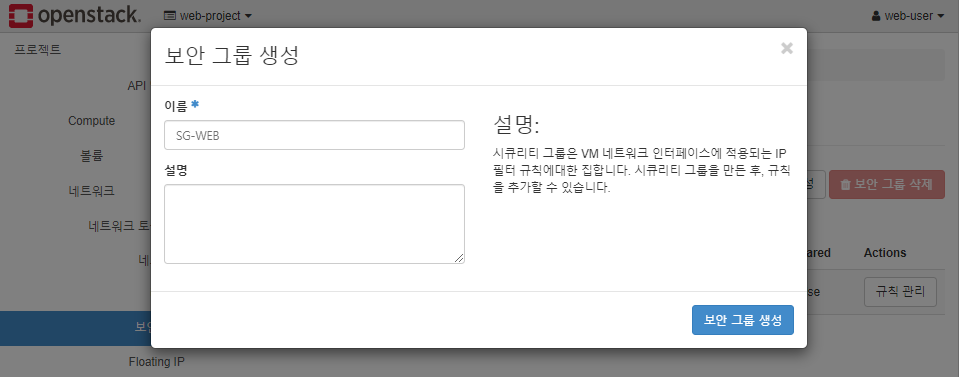 openstack.
web-project
web-user
프로젝트
API
Compute
볼륨
네트워크
네트워크 토
네
Floating IP
보안 그룹 생성
×
이름 *
SG-WEB
설명
설명:
시큐리티 그룹은 VM 네트워크 인터페이스에 적용되는 IP
필터 규칙에대한 집합니다. 시큐리티 그룹을 만든 후, 규칙
을 추가할 수 있습니다.
보안 그룹 생성
보안 그룹 삭제
Actions
규칙 관리